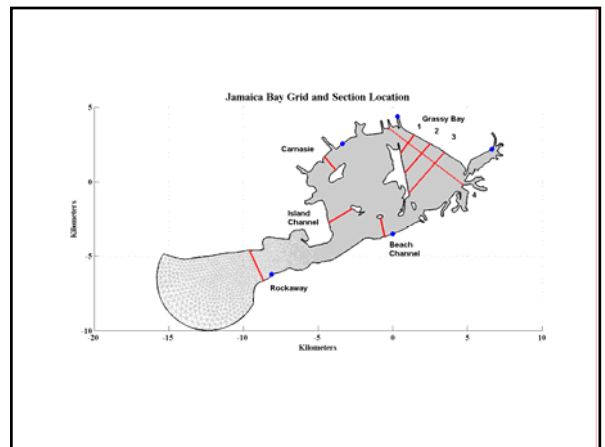 Jamaica Bay Grid and Section Location
5
Grassy Bay
1
2
3
Carnasie
0
4
Island
Channel
Kilometers
Beach
Channel
-5
Rockaway
-10
-20
-15
-10
-5
0
5
10
Kilometers